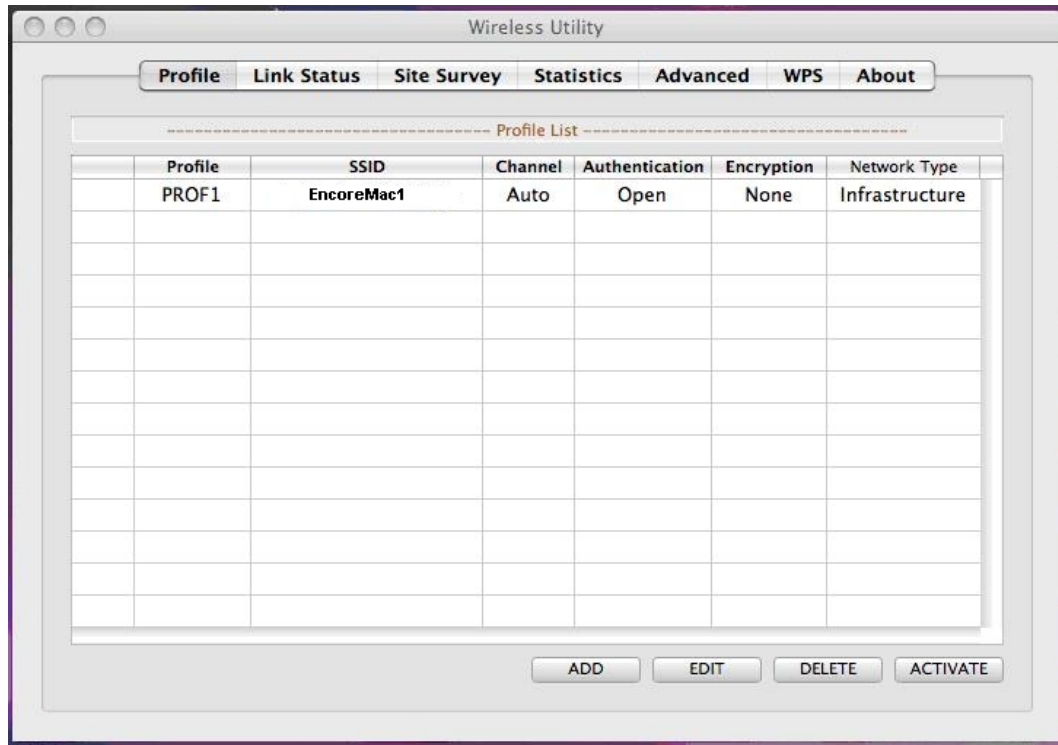 Wireless Utility
Profile Link Status Site Survey Statistics Advanced WPS About
---------------------------------- Profile List ----------------------------------
Profile SSID Channel Authentication Encryption Network Type
PROF1 EncoreMac1 Auto Open None Infrastructure
ADD EDIT DELETE ACTIVATE